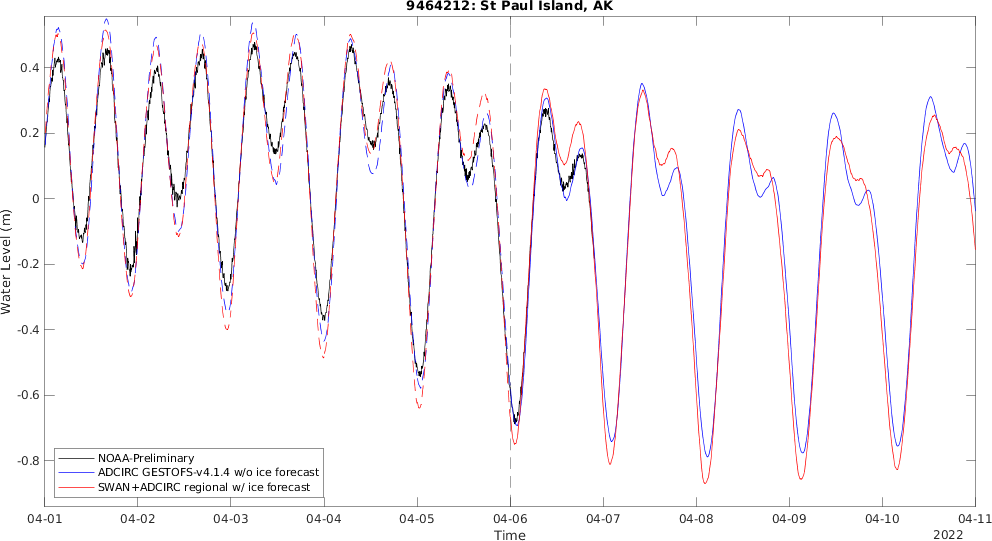 9464212: St Paul Island, AK
Water Level (m)
0.4
0.2
0
-0.2
-0.4
-0.6
-0.8
NOAA-Preliminary
ADCIRC GESTOFS-v4.1.4 w/o ice forecast
SWAN+ADCIRC regional w/ ice forecast
04-01 04-02 04-03 04-04 04-05 04-06 04-07 04-08 04-09 04-10 04-11
Time
2022